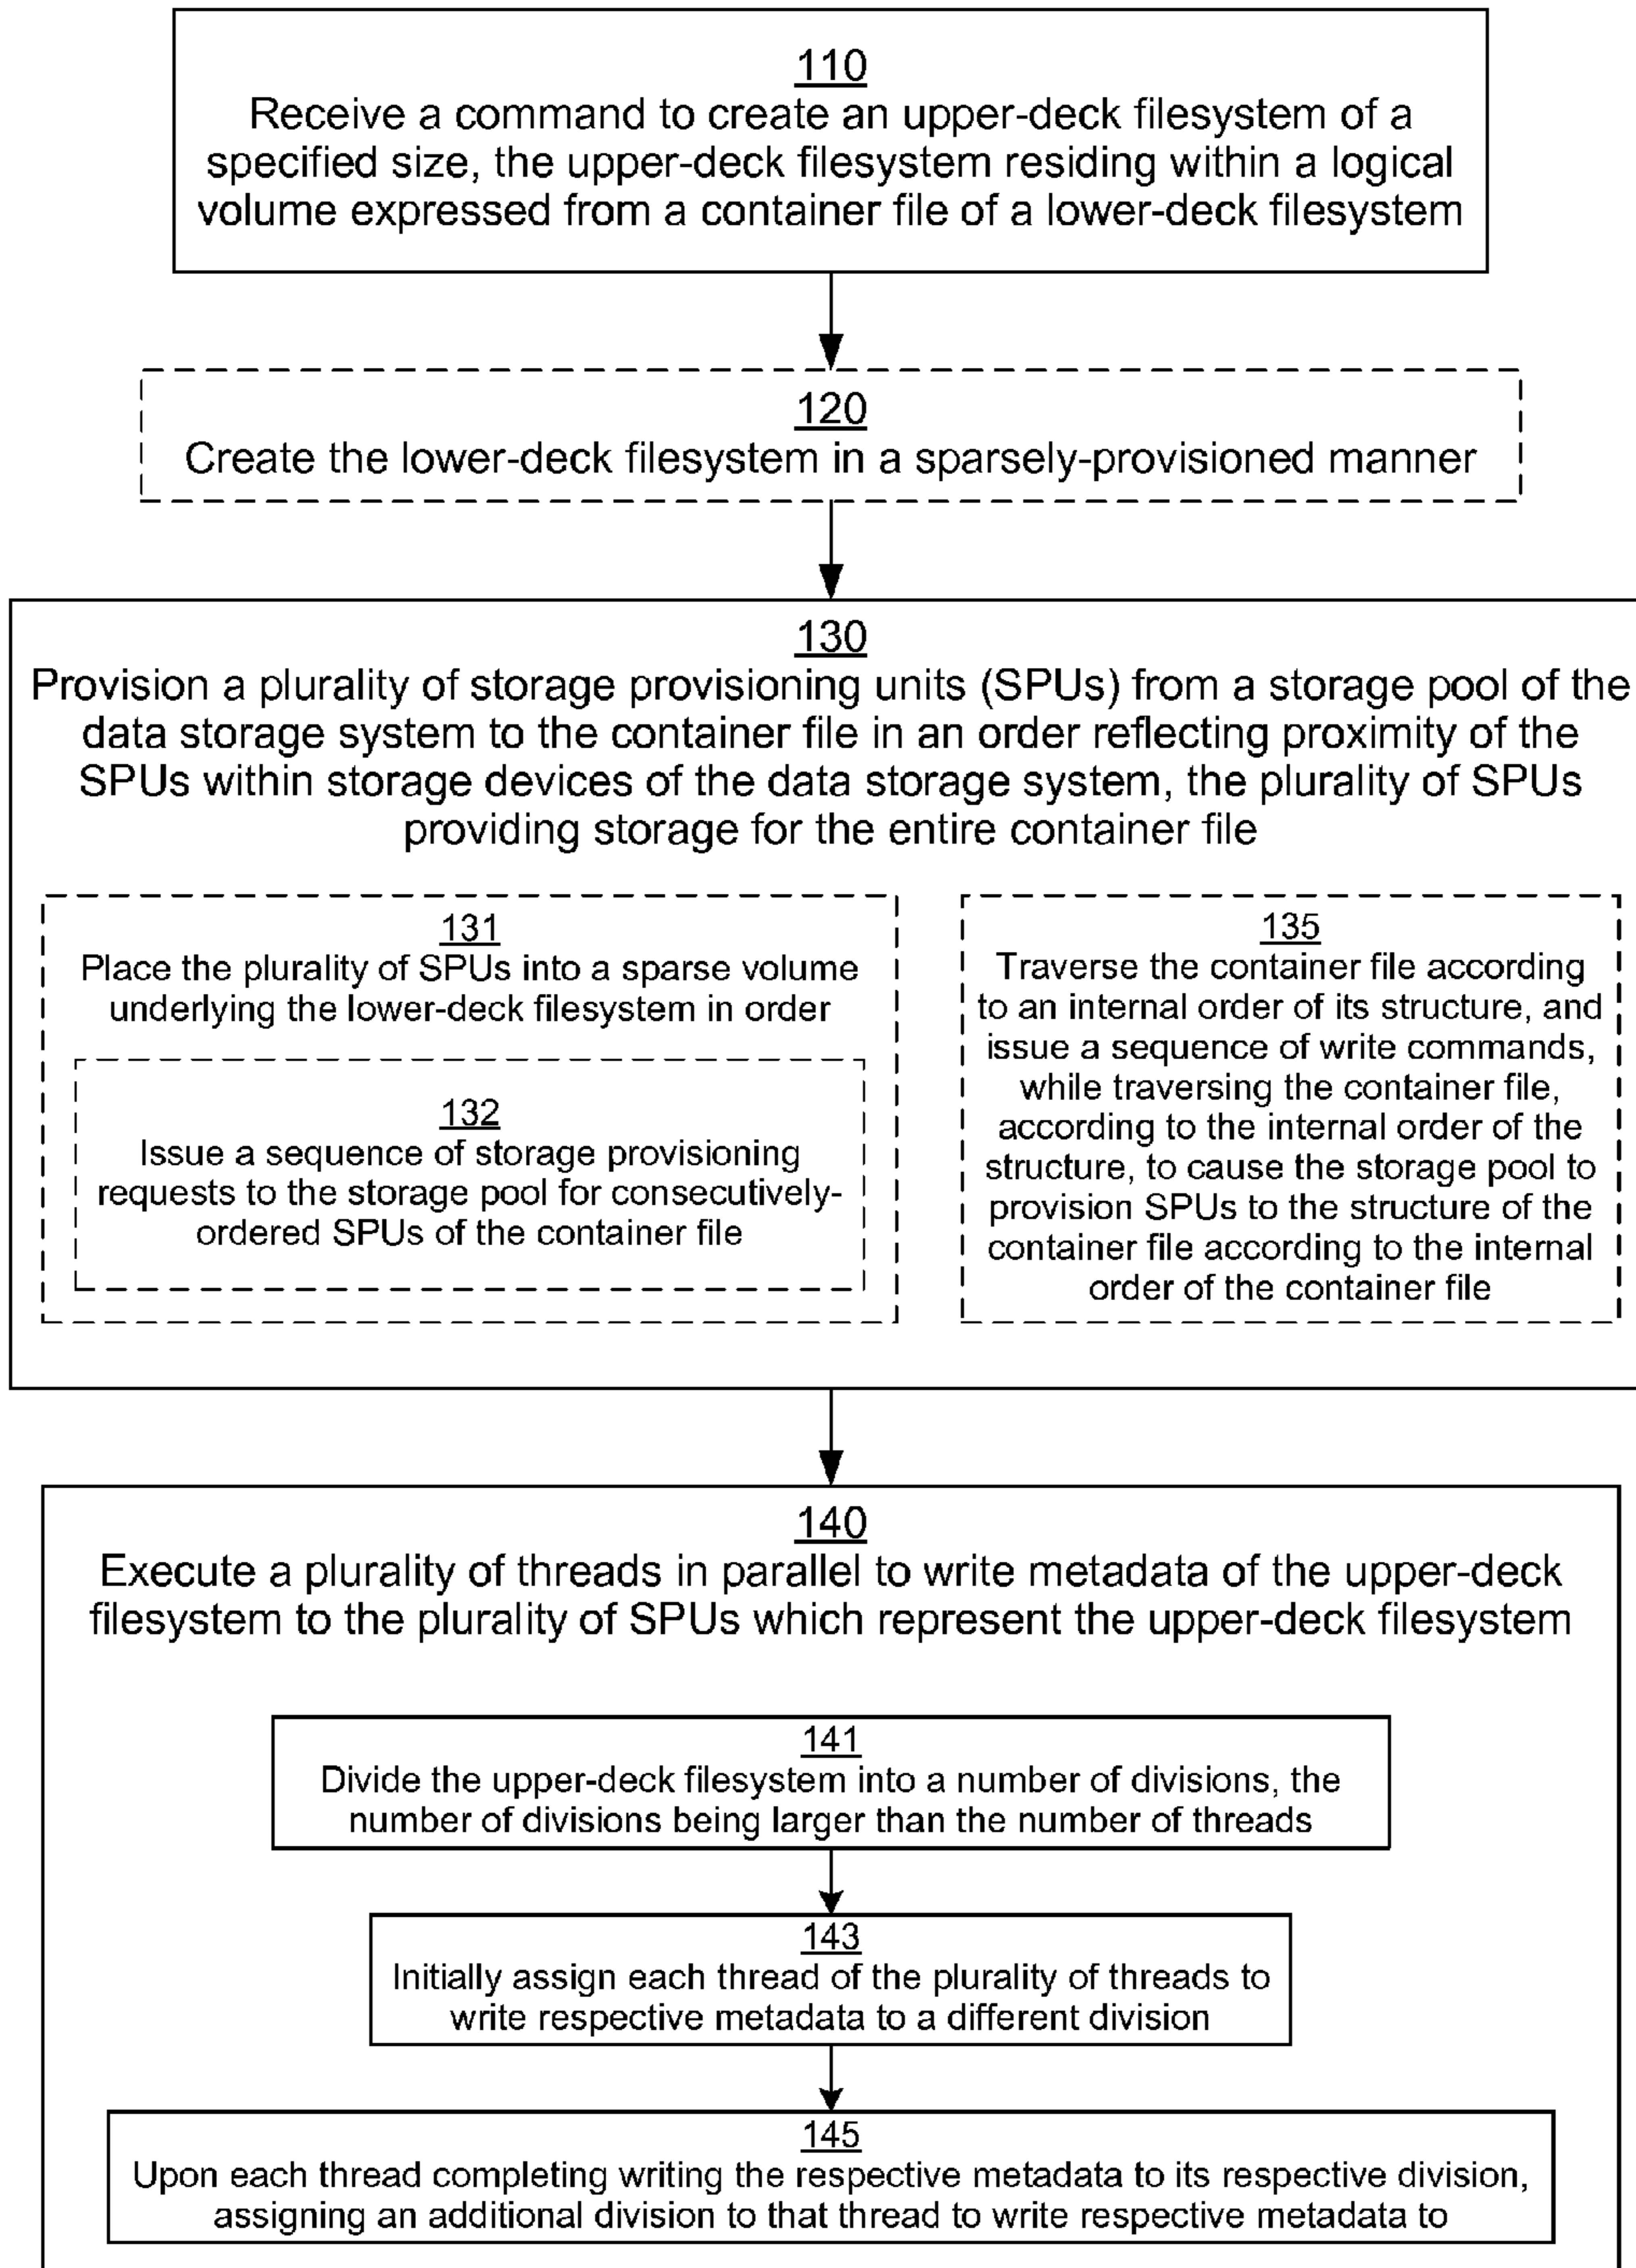 110
Receive a command to create an upper-deck filesystem of a
specified size, the upper-deck filesystem residing within a logical
volume expressed from a container file of a lower-deck filesystem
120
Create the lower-deck filesystem in a sparsely-provisioned manner
130
Provision a plurality of storage provisioning units (SPUs) from a storage pool of the
data storage system to the container file in an order reflecting proximity of the
SPUs within storage devices of the data storage system, the plurality of SPUs
providing storage for the entire container file
131
Place the plurality of SPUs into a sparse volume
underlying the lower-deck filesystem in order
132
Issue a sequence of storage provisioning
requests to the storage pool for consecutively-
ordered SPUs of the container file
135
Traverse the container file according
to an internal order of its structure, and
issue a sequence of write commands,
while traversing the container file,
according to the internal order of the
structure, to cause the storage pool to
provision SPUs to the structure of the
container file according to the internal
order of the container file
140
Execute a plurality of threads in parallel to write metadata of the upper-deck
filesystem to the plurality of SPUs which represent the upper-deck filesystem
141
Divide the upper-deck filesystem into a number of divisions, the
number of divisions being larger than the number of threads
143
Initially assign each thread of the plurality of threads to
write respective metadata to a different division
145
Upon each thread completing writing the respective metadata to its respective division,
assigning an additional division to that thread to write respective metadata to